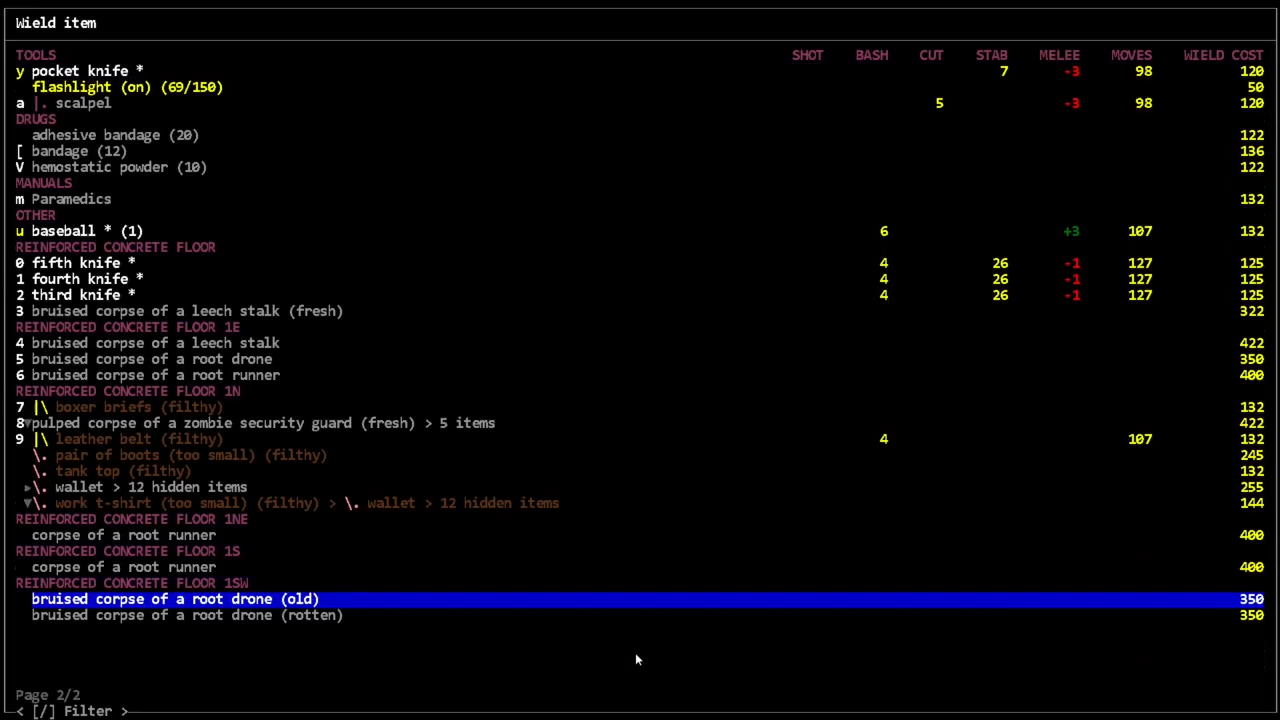 Wield item
TOOLS SHOT BASH CUT STAB MELEE MOVES WIELD COST
y pocket knife * 7 -3 98 120
flashlight (on) (69/150) 50
a |. scalpel 5 -3 98 120
DRUGS
adhesive bandage (20) 122
[ bandage (12) 136
V hemostatic powder (10) 122
MANUALS
m Paramedics 132
OTHER
u baseball * (1) 6 +3 107 132
REINFORCED CONCRETE FLOOR
0 fifth knife * 4 26 -1 127 125
1 fourth knife * 4 26 -1 127 125
2 third knife * 4 26 -1 127 125
3 bruised corpse of a leech stalk (fresh) 322
REINFORCED CONCRETE FLOOR 1E
4 bruised corpse of a leech stalk 422
5 bruised corpse of a root drone 350
6 bruised corpse of a root runner 400
REINFORCED CONCRETE FLOOR 1N
7 |\ boxer briefs (filthy) 132
8▼pulped corpse of a zombie security guard (fresh) > 5 items 422
9 |\ leather belt (filthy) 4 107 132
\. pair of boots (too small) (filthy) 245
\. tank top (filthy) 132
▶\. wallet > 12 hidden items 255
▼\. work t-shirt (too small) (filthy) > \. wallet > 12 hidden items 144
REINFORCED CONCRETE FLOOR 1NE
corpse of a root runner 400
REINFORCED CONCRETE FLOOR 1S
corpse of a root runner 400
REINFORCED CONCRETE FLOOR 1SW
bruised corpse of a root drone (old) 350
bruised corpse of a root drone (rotten) 350
Page 2/2
< [/] Filter >